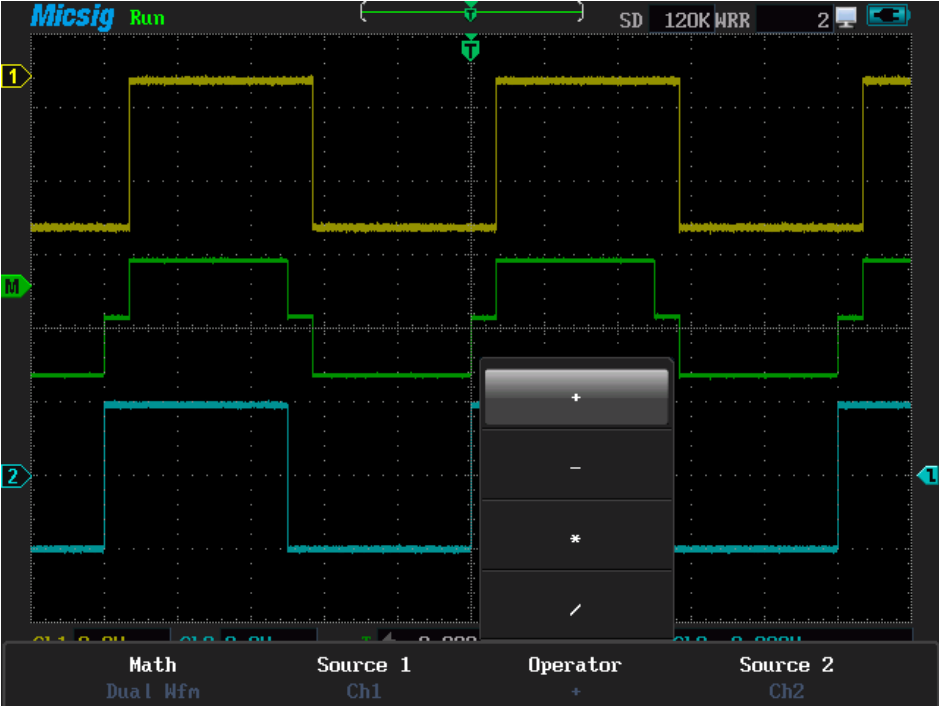 Micsig Run SD 120K WRR 2
T
T
1
M
+
2
-
*
/
Math Source 1 Operator Source 2
Dual Wfm Ch1 + Ch2